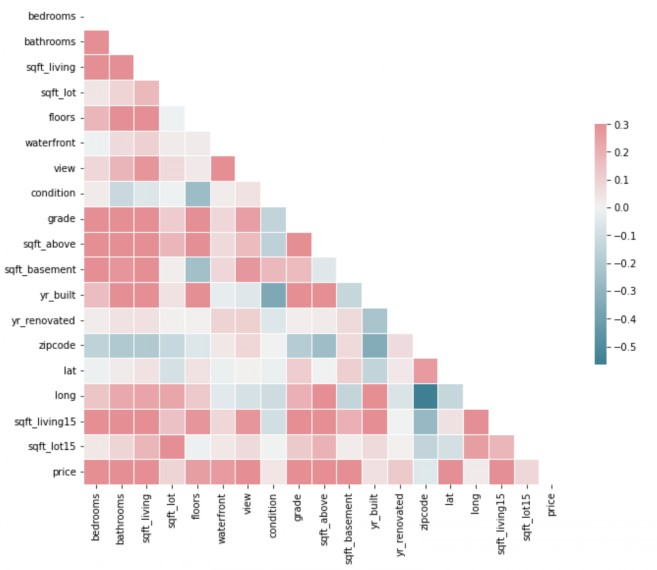 bedrooms
bathrooms
sqft_living
sqft_lot
floors
waterfront
view
condition
grade
sqft_above
sqft_basement
yr_built
yr_renovated
zipcode
lat
long
sqft_living15
sqft_lot15
price
bedrooms
bathrooms
sqft_living
sqft_lot
floors
waterfront
view
condition
grade
sqft_above
sqft_basement
yr_built
yr_renovated
zipcode
lat
long
sqft_living15
sqft_lot15
price
0.3
0.2
0.1
0.0
−0.1
−0.2
−0.3
−0.4
−0.5